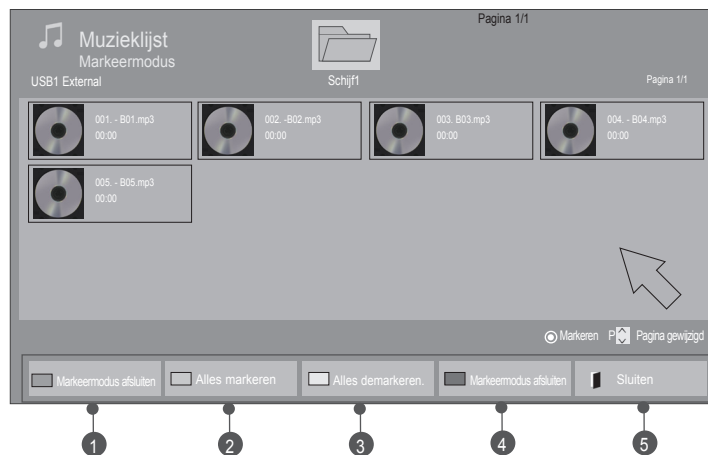 Pagina 1/1
Muzieklijst
Markeermodus
USB1 External
Schijf1
Pagina 1/1
001. - B01.mp3
00:00
002. -B02.mp3
00:00
003. B03.mp3
00:00
004. - B04.mp3
00:00
005. - B05.mp3
00:00
Markeren
P
Pagina gewijzigd
Markeermodus afsluiten
Alles markeren
Alles demarkeren.
Markeermodus afsluiten
Sluiten
1
2
3
4
5